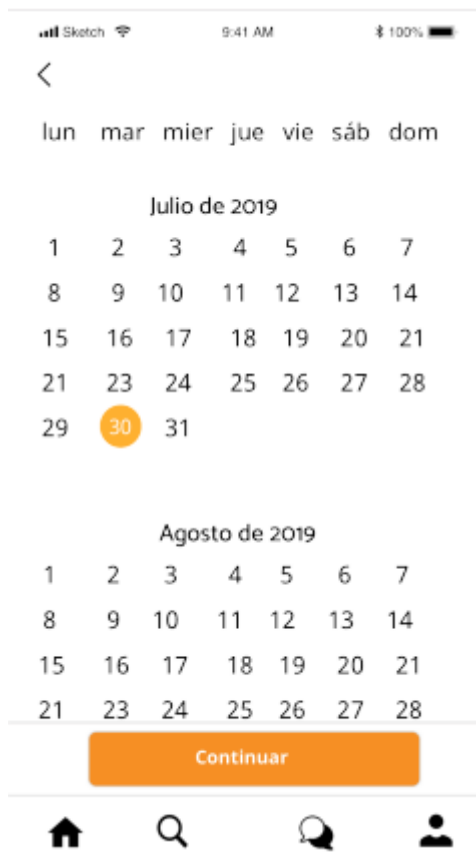 Sketch 9:41 AM 100%
lun mar mier jue vie sáb dom
Julio de 2019
1 2 3 4 5 6 7
8 9 10 11 12 13 14
15 16 17 18 19 20 21
21 23 24 25 26 27 28
29 30 31
Agosto de 2019
1 2 3 4 5 6 7
8 9 10 11 12 13 14
15 16 17 18 19 20 21
21 23 24 25 26 27 28
Continuar